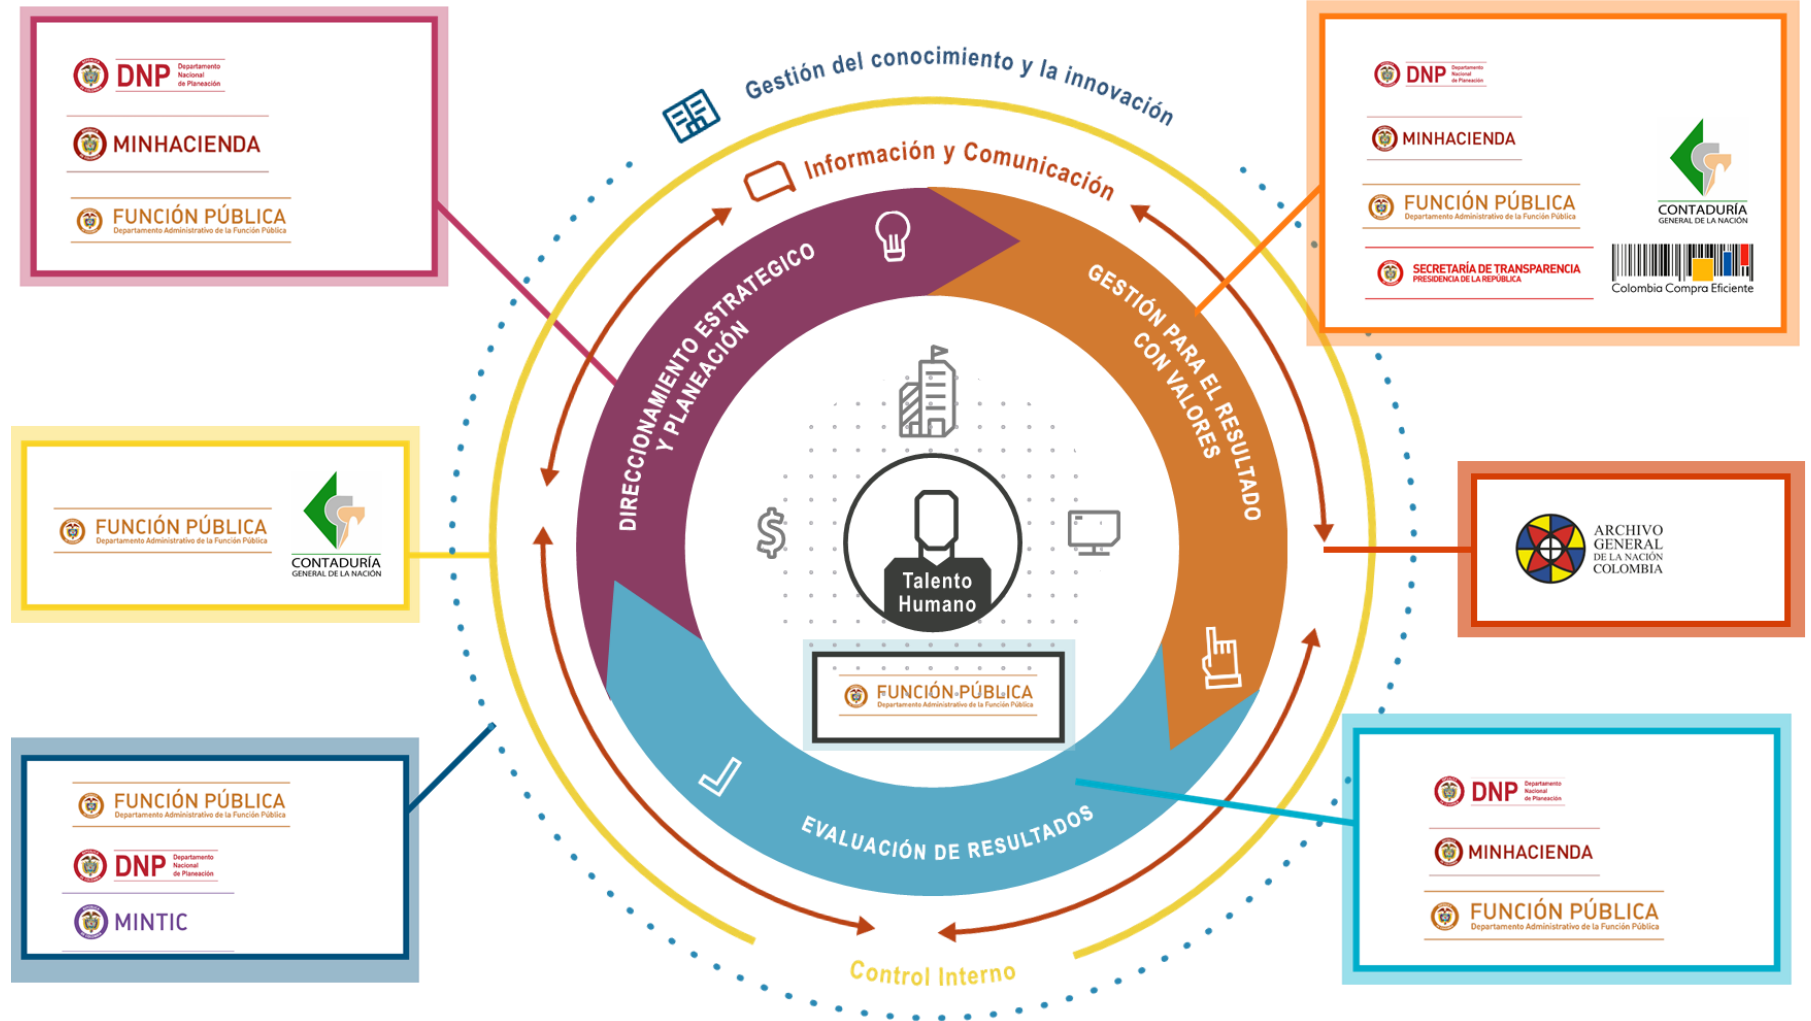 DNP Departamento
Nacional
de Planeación
MINHACIENDA
FUNCIÓN PÚBLICA
Departamento Administrativo de la Función Pública
Gestión del conocimiento y la innovación
Información y Comunicación
DNP Departamento
Nacional
de Planeación
MINHACIENDA
FUNCIÓN PÚBLICA
Departamento Administrativo de la Función Pública
SECRETARÍA DE TRANSPARENCIA
PRESIDENCIA DE LA REPÚBLICA
CONTADURÍA
GENERAL DE LA NACIÓN
Colombia Compra Eficiente
DIRECCIONAMIENTO ESTRATEGICO
Y PLANEACIÓN
GESTIÓN PARA EL RESULTADO
CON VALORES
FUNCIÓN PÚBLICA
Departamento Administrativo de la Función Pública
CONTADURÍA
GENERAL DE LA NACIÓN
Talento
Humano
ARCHIVO
GENERAL
DE LA NACIÓN
COLOMBIA
FUNCIÓN PÚBLICA
Departamento Administrativo de la Función Pública
FUNCIÓN PÚBLICA
Departamento Administrativo de la Función Pública
DNP Departamento
Nacional
de Planeación
MINTIC
EVALUACIÓN DE RESULTADOS
Control Interno
DNP Departamento
Nacional
de Planeación
MINHACIENDA
FUNCIÓN PÚBLICA
Departamento Administrativo de la Función Pública